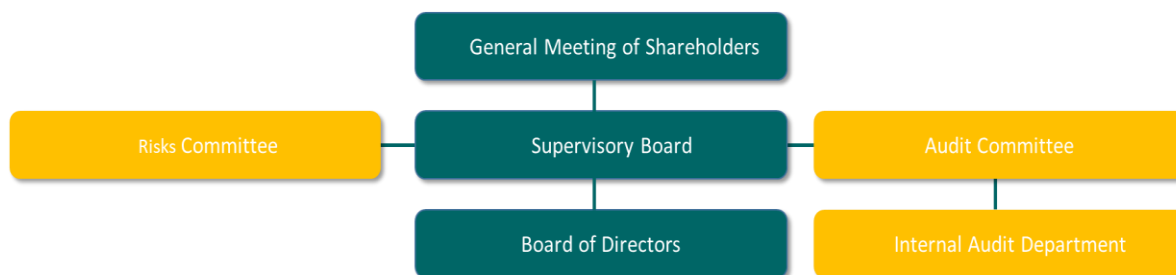 General Meeting of Shareholders
Risks Committee
Supervisory Board
Audit Committee
Board of Directors
Internal Audit Department